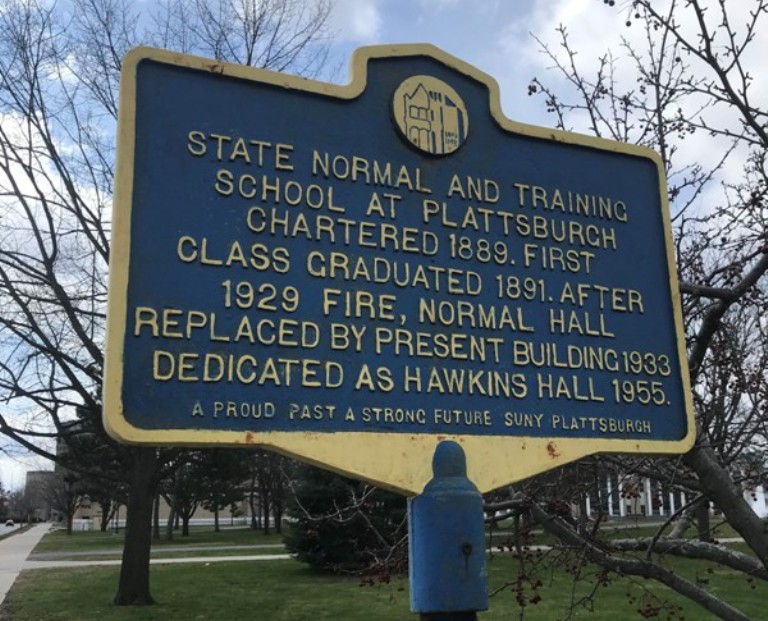 STATE NORMAL AND TRAINING
SCHOOL AT PLATTSBURGH
CHARTERED 1889. FIRST
CLASS GRADUATED 1891. AFTER
1929 FIRE, NORMAL HALL
REPLACED BY PRESENT BUILDING 1933
DEDICATED AS HAWKINS HALL 1955.
A PROUD PAST A STRONG FUTURE SUNY PLATTSBURGH